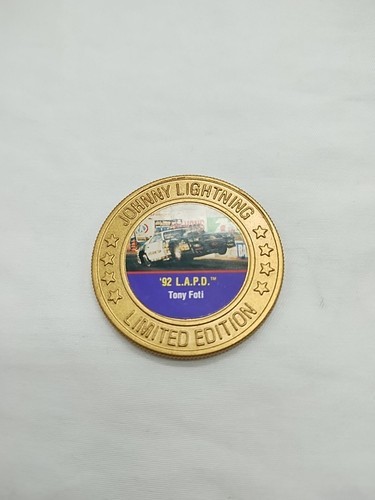 JOHNNY LIGHTNING
'92 L.A.P.D.™
Tony Foti
LIMITED EDITION